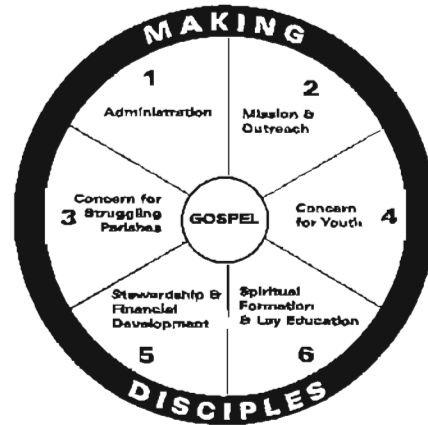 MAKING
1
Administration
2
Mission &
Outreach
3
Concern for
Struggling
Parishes
GOSPEL
Concern
for Youth
4
Stewardship &
Financial
Development
5
Spiritual
Formation
& Lay Education
6
DISCIPLES